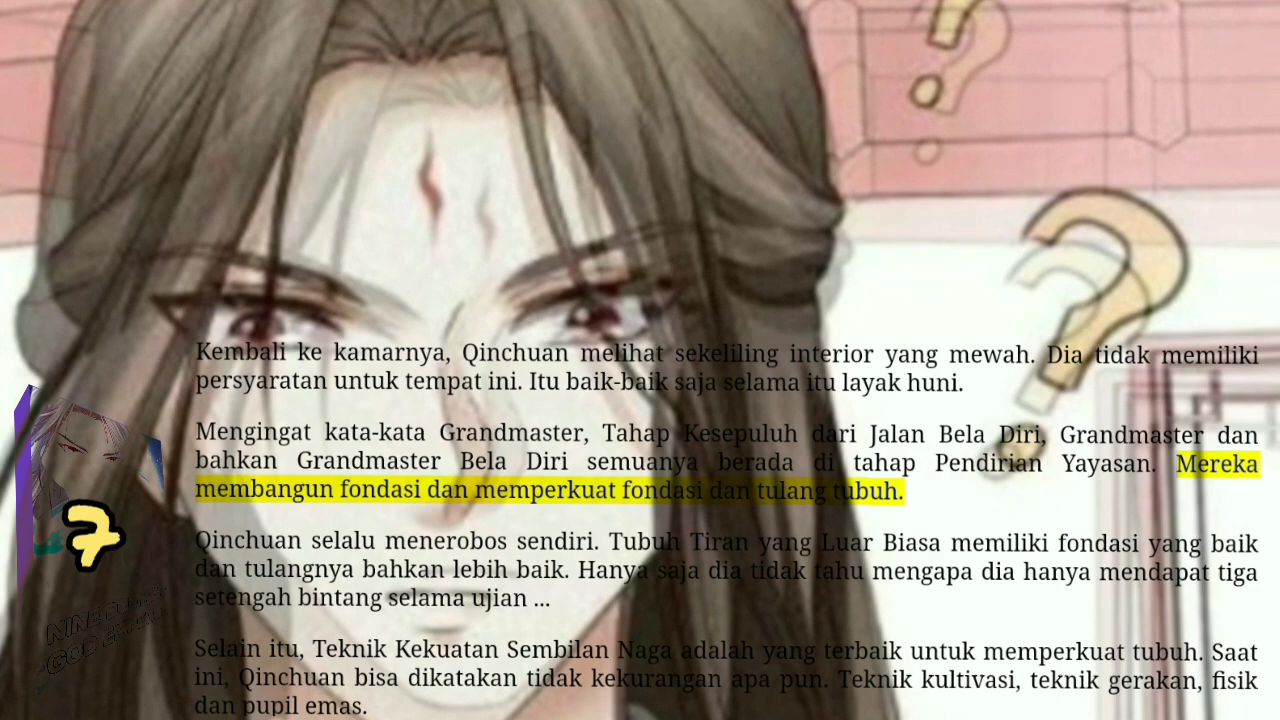 Kembali ke kamarnya, Qinchuan melihat sekeliling interior yang mewah. Dia tidak memiliki
persyaratan untuk tempat ini. Itu baik-baik saja selama itu layak huni.
Mengingat kata-kata Grandmaster, Tahap Kesepuluh dari Jalan Bela Diri, Grandmaster dan
bahkan Grandmaster Bela Diri semuanya berada di tahap Pendirian Yayasan. Mereka
membangun fondasi dan memperkuat fondasi dan tulang tubuh.
Qinchuan selalu menerobos sendiri. Tubuh Tiran yang Luar Biasa memiliki fondasi yang baik
dan tulangnya bahkan lebih baik. Hanya saja dia tidak tahu mengapa dia hanya mendapat tiga
setengah bintang selama ujian ...
Selain itu, Teknik Kekuatan Sembilan Naga adalah yang terbaik untuk memperkuat tubuh. Saat
ini, Qinchuan bisa dikatakan tidak kekurangan apa pun. Teknik kultivasi, teknik gerakan, fisik
dan pupil emas.
7
? ?